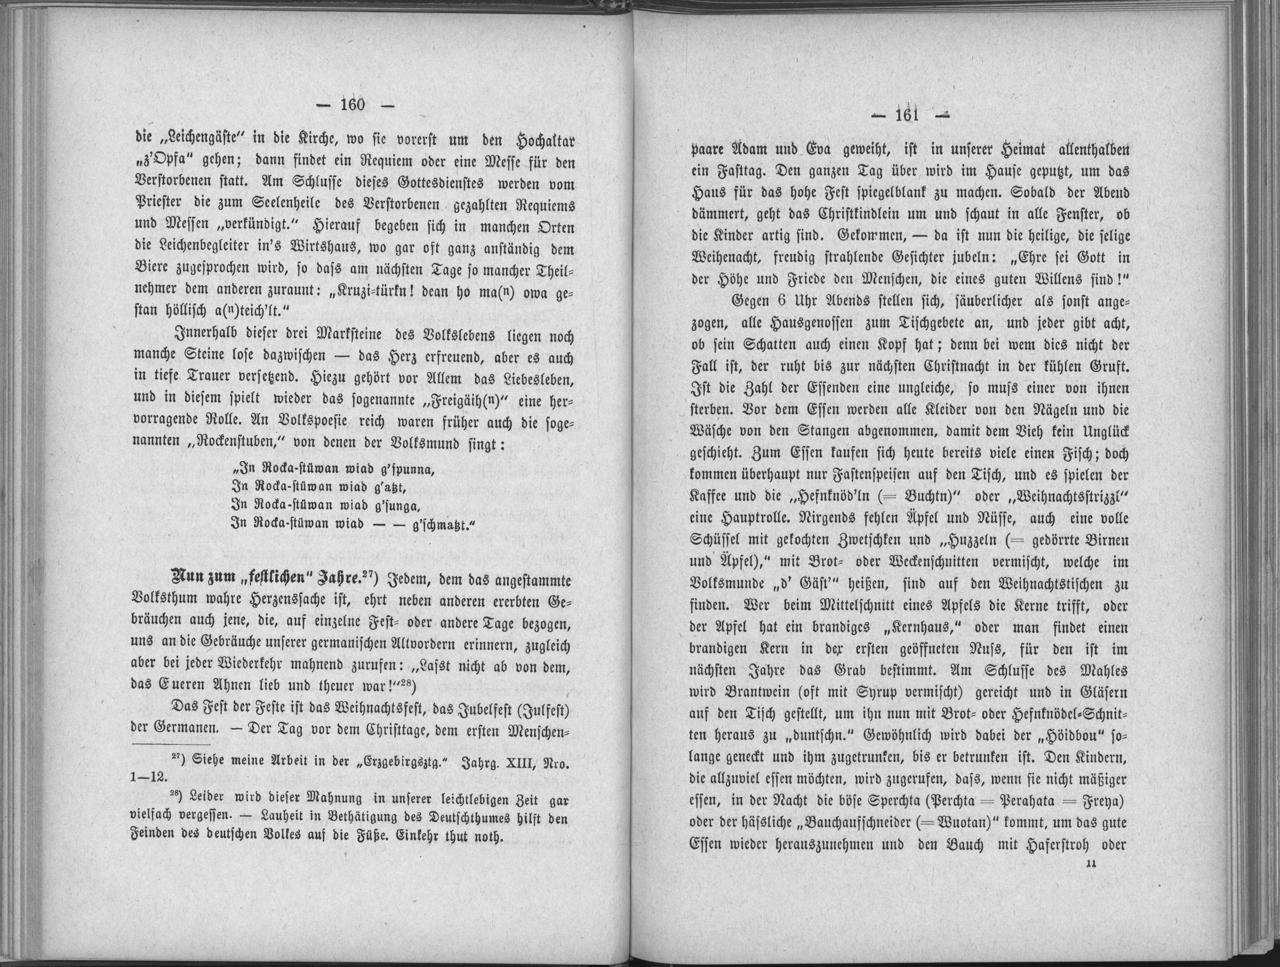 — 160 —
die „Leichengäste" in die Kirche, wo sie vorerst um den Hochaltar
„z'Opfa" gehen; dann findet ein Requiem oder eine Messe für den
Verstorbenen statt. Am Schlusse dieses Gottesdienstes werden vom
Priester die zum Seelenheile des Verstorbenen gezahlten Requiems
und Messen „verkündigt." Hierauf begeben sich in manchen Orten
die Leichenbegleiter in's Wirtshaus, wo gar oft ganz anständig dem
Biere zugesprochen wird, so dass am nächsten Tage so mancher Theil-
nehmer dem anderen zuraunt: „Kruzi-türkn! dean ho ma(n) owa ge-
stan höllisch a(n)teich'lt."
Innerhalb dieser drei Marksteine des Volkslebens liegen noch
manche Steine lose dazwischen — das Herz erfreuend, aber es auch
in tiefe Trauer versetzend. Hiezu gehört vor Allem das Liebesleben,
und in diesem spielt wieder das sogenannte „Freigäih(n)" eine her-
vorragende Rolle. An Volkspoesie reich waren früher auch die soge-
nannten „Rockenstuben," von denen der Volksmund singt:
„In Rocka-stüwan wiad g'spunna,
In Rocka-stüwan wiad g'atzt,
In Rocka-stüwan wiad g'sunga,
In Rocka-stüwan wiad — — g'schmatzt."
Nun zum „festlichen" Jahre.27) Jedem, dem das angestammte
Volksthum wahre Herzenssache ist, ehrt neben anderen ererbten Ge-
bräuchen auch jene, die, auf einzelne Fest- oder andere Tage bezogen,
uns an die Gebräuche unserer germanischen Altvordern erinnern, zugleich
aber bei jeder Wiederkehr mahnend zurufen: „Lasst nicht ab von dem,
das Eueren Ahnen lieb und theuer war!"28)
Das Fest der Feste ist das Weihnachtsfest, das Jubelfest (Julfest)
der Germanen. — Der Tag vor dem Christtage, dem ersten Menschen-
27) Siehe meine Arbeit in der „Erzgebirgsztg." Jahrg. XIII, Nro.
1—12.
28) Leider wird dieser Mahnung in unserer leichtlebigen Zeit gar
vielfach vergessen. — Lauheit in Bethätigung des Deutschthumes hilft den
Feinden des deutschen Volkes auf die Füße. Einkehr thut noth.
— 161 —
paare Adam und Eva geweiht, ist in unserer Heimat allenthalben
ein Fasttag. Den ganzen Tag über wird im Hause geputzt, um das
Haus für das hohe Fest spiegelblank zu machen. Sobald der Abend
dämmert, geht das Christkindlein um und schaut in alle Fenster, ob
die Kinder artig sind. Gekommen, — da ist nun die heilige, die selige
Weihenacht, freudig strahlende Gesichter jubeln: „Ehre sei Gott in
der Höhe und Friede den Menschen, die eines guten Willens sind!"
Gegen 6 Uhr Abends stellen sich, säuberlicher als sonst ange-
zogen, alle Hausgenossen zum Tischgebete an, und jeder gibt acht,
ob sein Schatten auch einen Kopf hat; denn bei wem dies nicht der
Fall ist, der ruht bis zur nächsten Christnacht in der kühlen Gruft.
Ist die Zahl der Essenden eine ungleiche, so muss einer von ihnen
sterben. Vor dem Essen werden alle Kleider von den Nägeln und die
Wäsche von den Stangen abgenommen, damit dem Vieh kein Unglück
geschieht. Zum Essen kaufen sich heute bereits viele einen Fisch; doch
kommen überhaupt nur Fastenspeisen auf den Tisch, und es spielen der
Kaffee und die „Hefnknöd'ln (= Buchtn)" oder „Weihnachtsstrizzl"
eine Hauptrolle. Nirgends fehlen Äpfel und Nüsse, auch eine volle
Schüssel mit gekochten Zwetschken und „Huzzeln (= gedörrte Birnen
und Äpfel)," mit Brot- oder Weckenschnitten vermischt, welche im
Volksmunde „d' Gäst'" heißen, sind auf den Weihnachtstischen zu
finden. Wer beim Mittelschnitt eines Apfels die Kerne trifft, oder
der Apfel hat ein brandiges „Kernhaus," oder man findet einen
brandigen Kern in der ersten geöffneten Nuss, für den ist im
nächsten Jahre das Grab bestimmt. Am Schlusse des Mahles
wird Brantwein (oft mit Syrup vermischt) gereicht und in Gläsern
auf den Tisch gestellt, um ihn nun mit Brot- oder Hefnknödel-Schnit-
ten heraus zu „duntschn." Gewöhnlich wird dabei der „Höidbou" so-
lange geneckt und ihm zugetrunken, bis er betrunken ist. Den Kindern,
die allzuviel essen möchten, wird zugerufen, dass, wenn sie nicht mäßiger
essen, in der Nacht die böse Sperchta (Perchta = Perahata = Freya)
oder der hässliche „Bauchaufschneider (= Wuotan)" kommt, um das gute
Essen wieder herauszunehmen und den Bauch mit Haferstroh oder
11